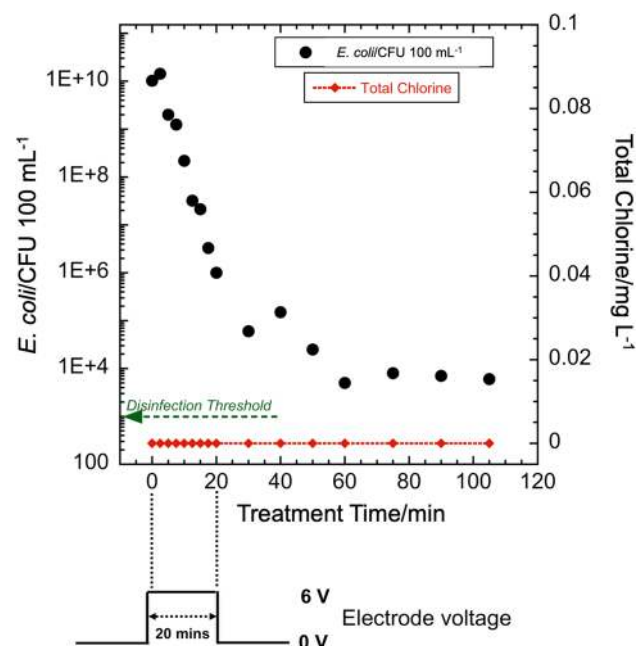 E. coli/CFU 100 mL⁻¹
Total Chlorine
1E+10
1E+8
1E+6
1E+4
100
E. coli/CFU 100 mL⁻¹
0.1
0.08
0.06
0.04
0.02
0
Total Chlorine/mg L⁻¹
Disinfection Threshold
0 20 40 60 80 100 120
Treatment Time/min
6 V
Electrode voltage
20 mins
0 V